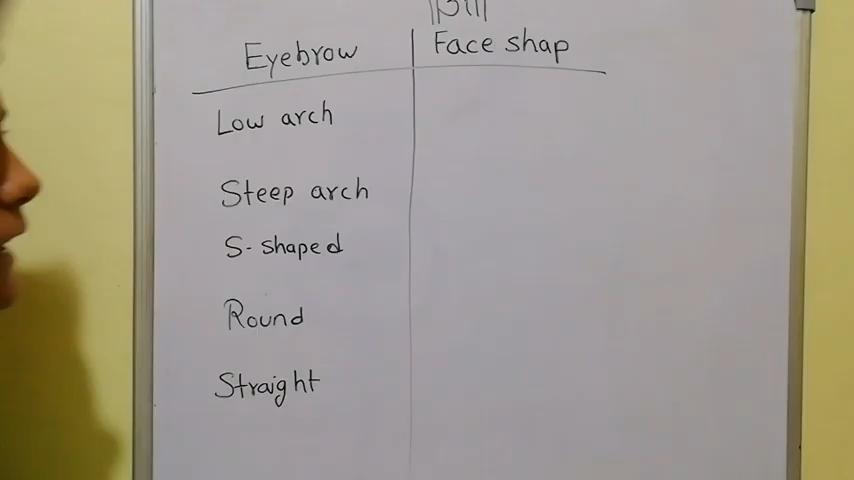 Eyebrow Face shap
Low arch
Steep arch
S-shaped
Round
Straight